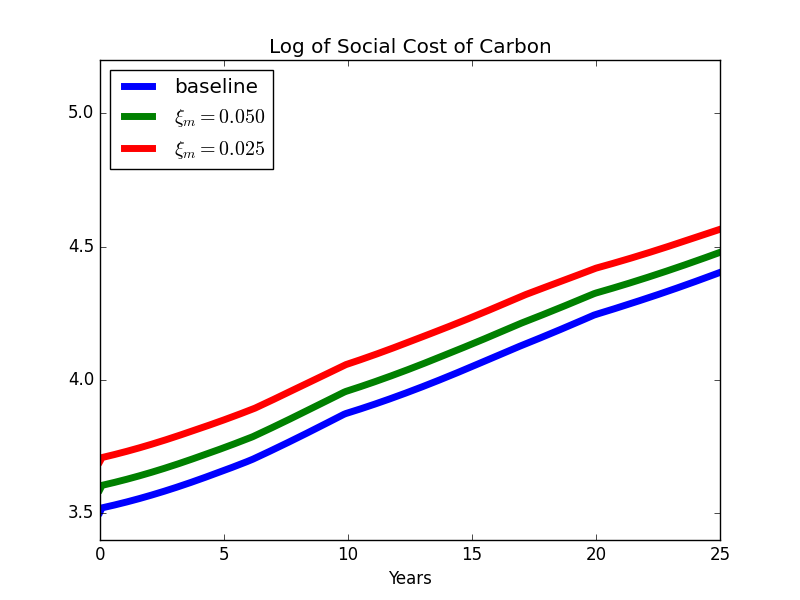 Log of Social Cost of Carbon
baseline
ξₘ = 0.050
ξₘ = 0.025
5.0
4.5
4.0
3.5
0 5 10 15 20 25
Years